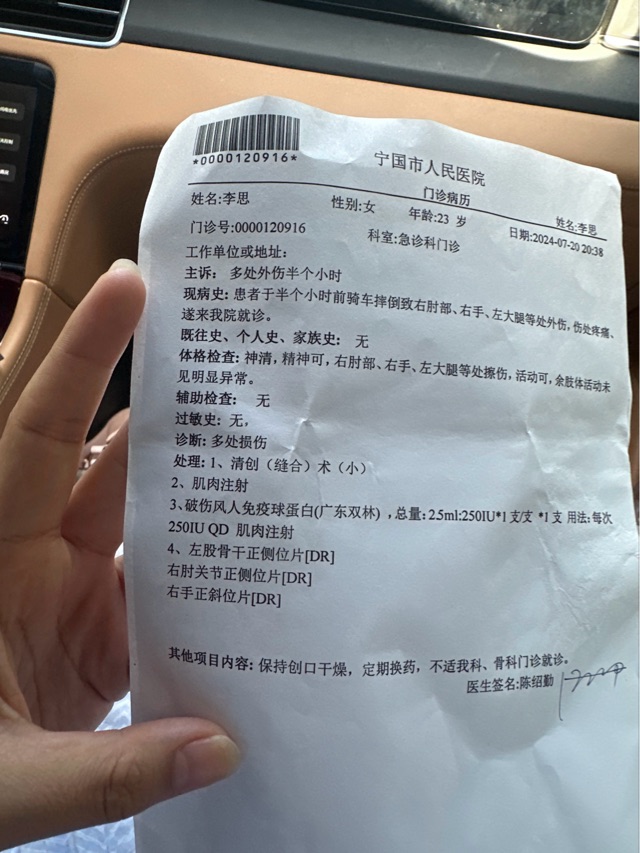 *0000120916*
宁国市人民医院
门诊病历
姓名:李思
姓名:李思 性别:女 年龄:23 岁 日期:2024-07-20 20:38
门诊号:0000120916 科室:急诊科门诊
工作单位或地址:
主诉: 多处外伤半个小时
现病史: 患者于半个小时前骑车摔倒致右肘部、右手、左大腿等处外伤, 伤处疼痛、
遂来我院就诊。
既往史、个人史、家族史: 无
体格检查: 神清, 精神可, 右肘部、右手、左大腿等处擦伤, 活动可, 余肢体活动未
见明显异常。
辅助检查: 无
过敏史: 无,
诊断: 多处损伤
处理: 1、清创（缝合）术（小）
2、肌肉注射
3、破伤风人免疫球蛋白(广东双林) , 总量: 2.5ml:250IU*1 支/支 *1 支 用法: 每次
250IU QD 肌肉注射
4、左股骨干正侧位片[DR]
右肘关节正侧位片[DR]
右手正斜位片[DR]
其他项目内容: 保持创口干燥, 定期换药, 不适我科、骨科门诊就诊。
医生签名:陈绍勤